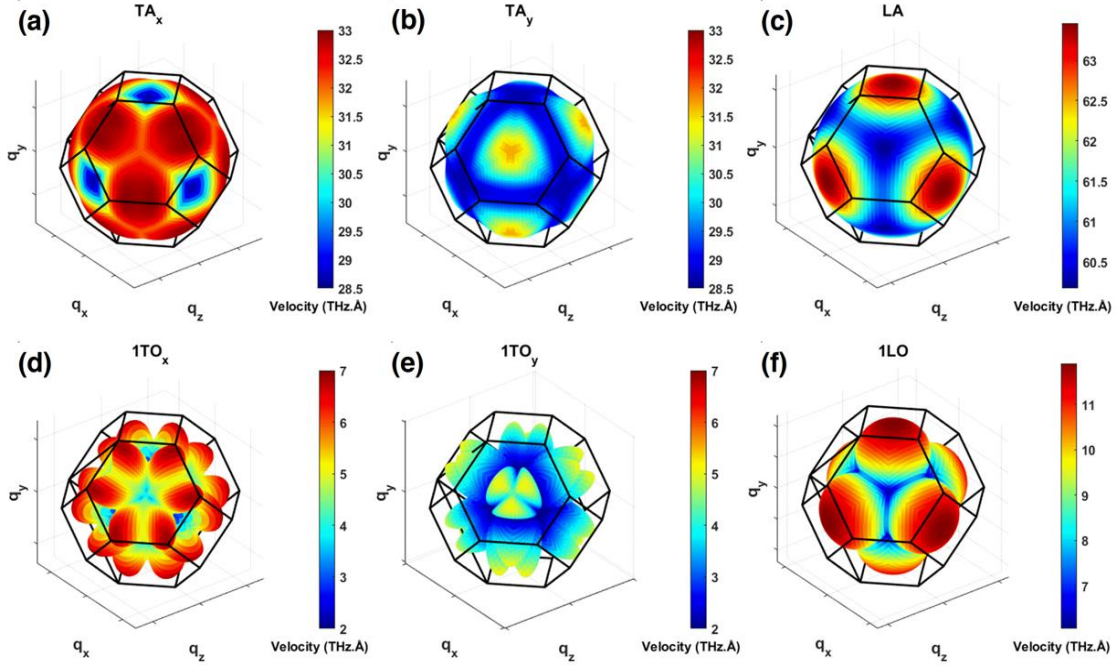 (a)
TAx
33
32.5
32
31.5
31
30.5
30
29.5
29
28.5
Velocity (THz.Å)
qy
qx
qz
(b)
TAy
33
32.5
32
31.5
31
30.5
30
29.5
29
28.5
Velocity (THz.Å)
qy
qx
qz
(c)
LA
63
62.5
62
61.5
61
60.5
Velocity (THz.Å)
qy
qx
qz
(d)
1TOx
7
6
5
4
3
2
Velocity (THz.Å)
qy
qx
qz
(e)
1TOy
7
6
5
4
3
2
Velocity (THz.Å)
qy
qx
qz
(f)
1LO
11
10
9
8
7
Velocity (THz.Å)
qy
qx
qz